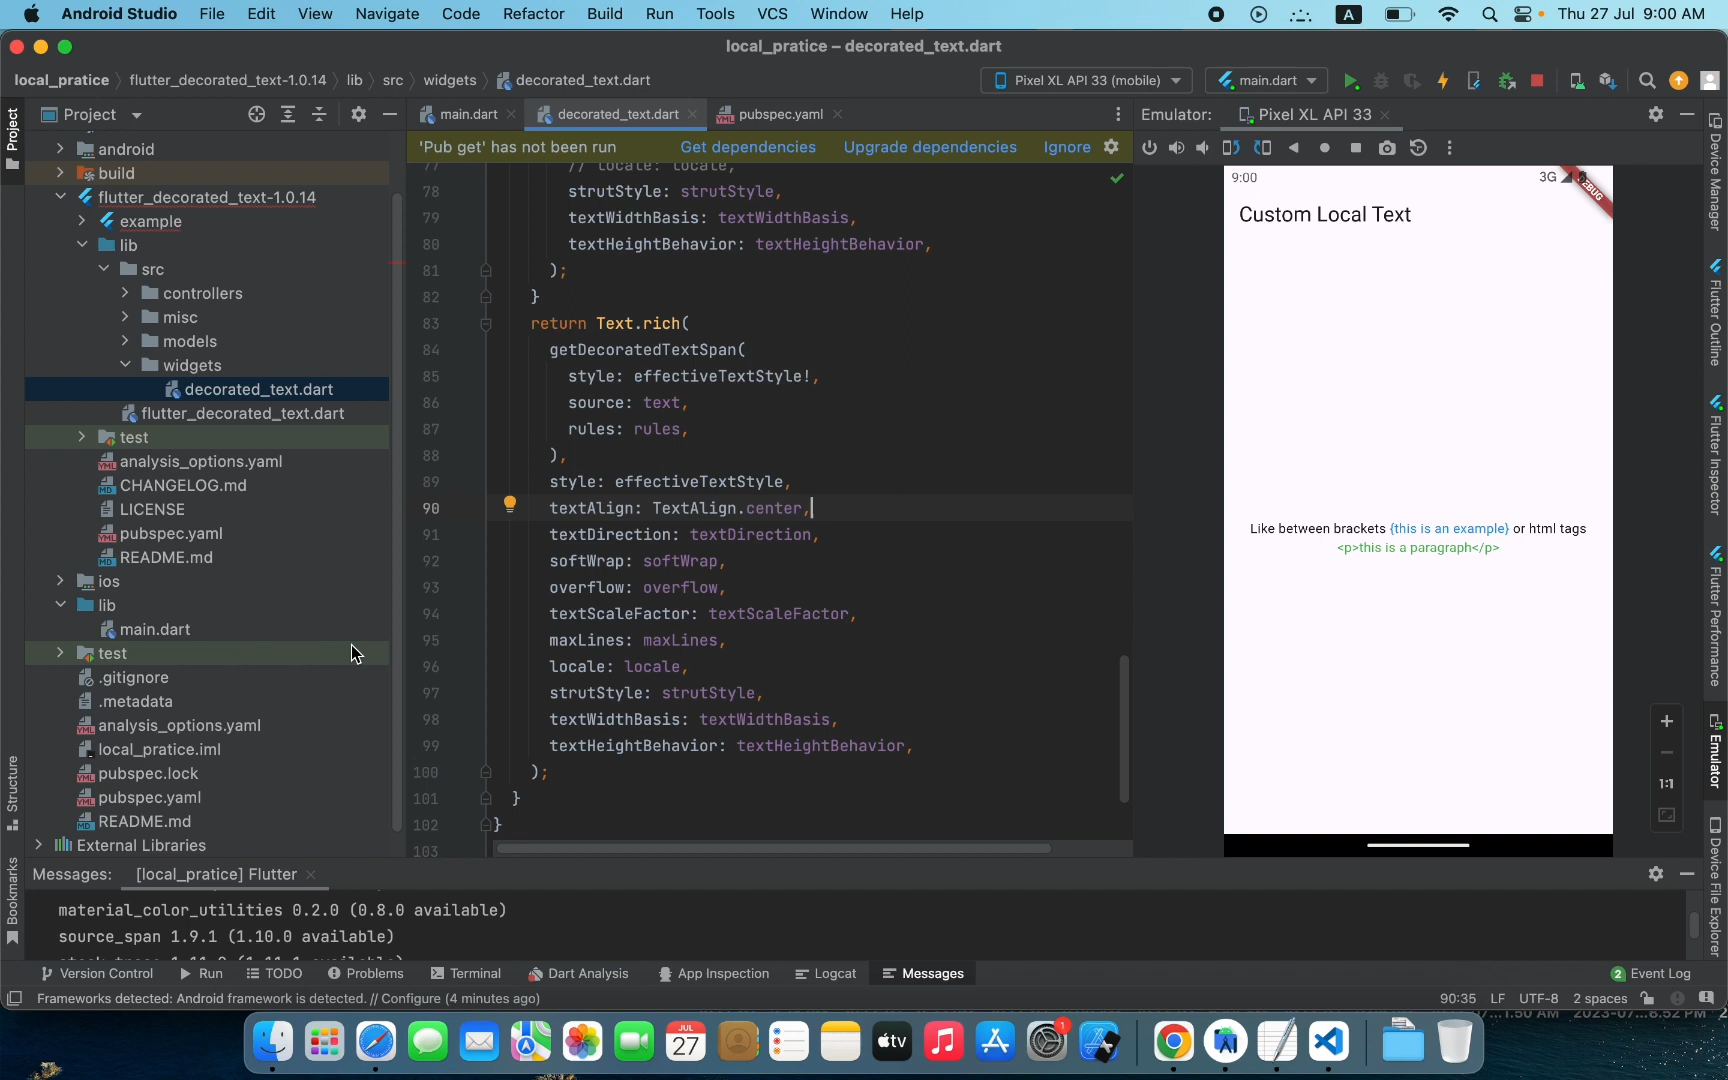 Android Studio File Edit View Navigate Code Refactor Build Run Tools VCS Window Help A Thu 27 Jul 9:00 AM
local_pratice – decorated_text.dart
local_pratice flutter_decorated_text-1.0.14 lib src widgets decorated_text.dart Pixel XL API 33 (mobile) main.dart
Project
main.dart decorated_text.dart pubspec.yaml
Emulator: Pixel XL API 33
'Pub get' has not been run Get dependencies Upgrade dependencies Ignore
android
build
flutter_decorated_text-1.0.14
example
lib
src
controllers
misc
models
widgets
decorated_text.dart
flutter_decorated_text.dart
test
analysis_options.yaml
CHANGELOG.md
LICENSE
pubspec.yaml
README.md
ios
lib
main.dart
test
.gitignore
.metadata
analysis_options.yaml
local_pratice.iml
pubspec.lock
pubspec.yaml
README.md
External Libraries
77 // locale: locale,
78 strutStyle: strutStyle,
79 textWidthBasis: textWidthBasis,
80 textHeightBehavior: textHeightBehavior,
81 );
82 }
83 return Text.rich(
84 getDecoratedTextSpan(
85 style: effectiveTextStyle!,
86 source: text,
87 rules: rules,
88 ),
89 style: effectiveTextStyle,
90 textAlign: TextAlign.center,
91 textDirection: textDirection,
92 softWrap: softWrap,
93 overflow: overflow,
94 textScaleFactor: textScaleFactor,
95 maxLines: maxLines,
96 locale: locale,
97 strutStyle: strutStyle,
98 textWidthBasis: textWidthBasis,
99 textHeightBehavior: textHeightBehavior,
100 );
101 }
102 }
103
9:00 3G
DEBUG
Custom Local Text
Like between brackets {this is an example} or html tags
<p>this is a paragraph</p>
1:1
Project
Structure
Bookmarks
Device Manager
Flutter Outline
Flutter Inspector
Flutter Performance
Emulator
Device File Explorer
Messages: [local_pratice] Flutter
material_color_utilities 0.2.0 (0.8.0 available)
source_span 1.9.1 (1.10.0 available)
Version Control Run TODO Problems Terminal Dart Analysis App Inspection Logcat Messages 2 Event Log
Frameworks detected: Android framework is detected. // Configure (4 minutes ago) 90:35 LF UTF-8 2 spaces
JUL
27
tv
1